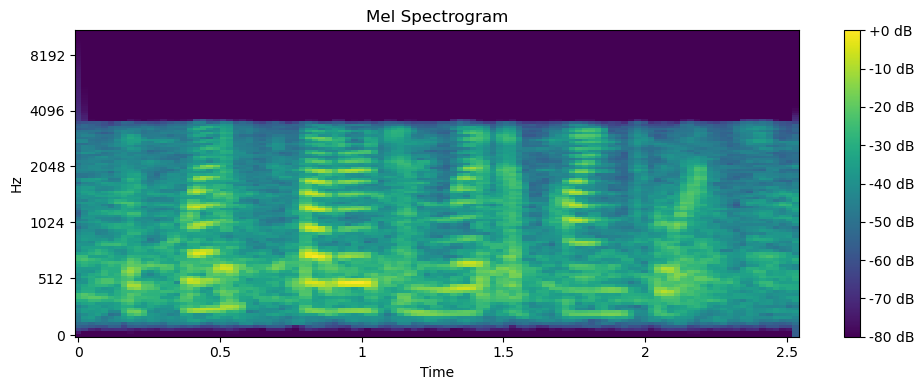 Mel Spectrogram
Hz
8192
4096
2048
1024
512
0
0
0.5
1
1.5
2
2.5
Time
+0 dB
-10 dB
-20 dB
-30 dB
-40 dB
-50 dB
-60 dB
-70 dB
-80 dB